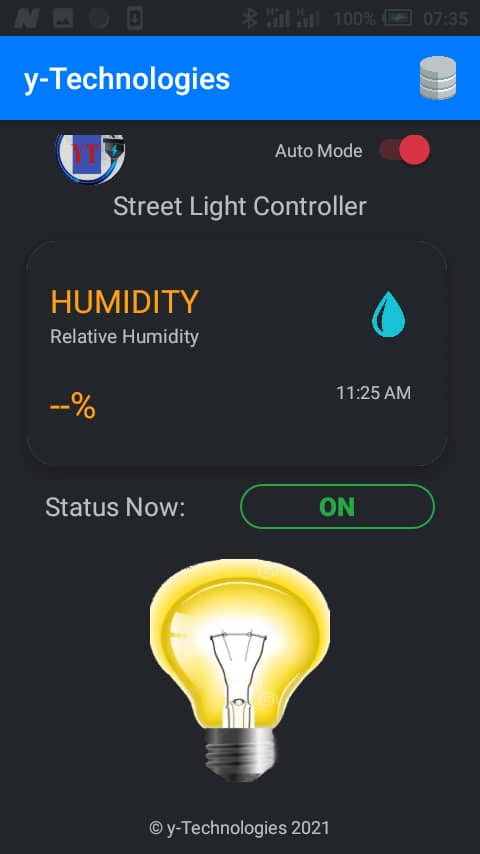 100% 07:35
y-Technologies
YT
Auto Mode
Street Light Controller
HUMIDITY
Relative Humidity
--%
11:25 AM
Status Now:
ON
© y-Technologies 2021